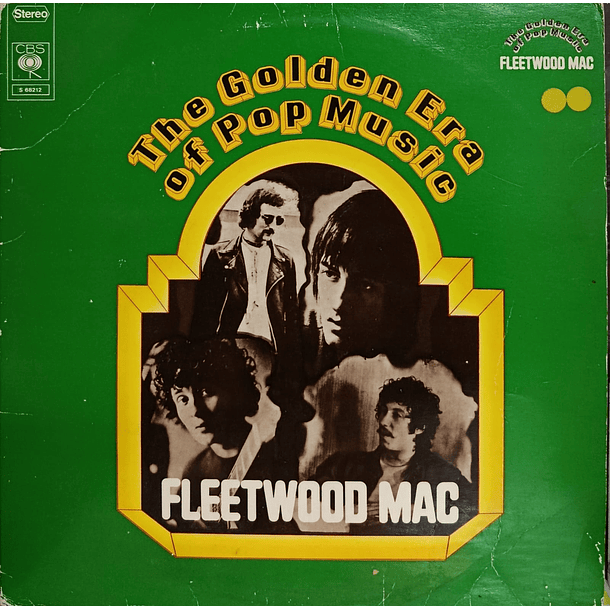 Stereo
CBS
S 68212
The Golden Era
of Pop Music
FLEETWOOD MAC
The Golden Era
of Pop Music
FLEETWOOD MAC